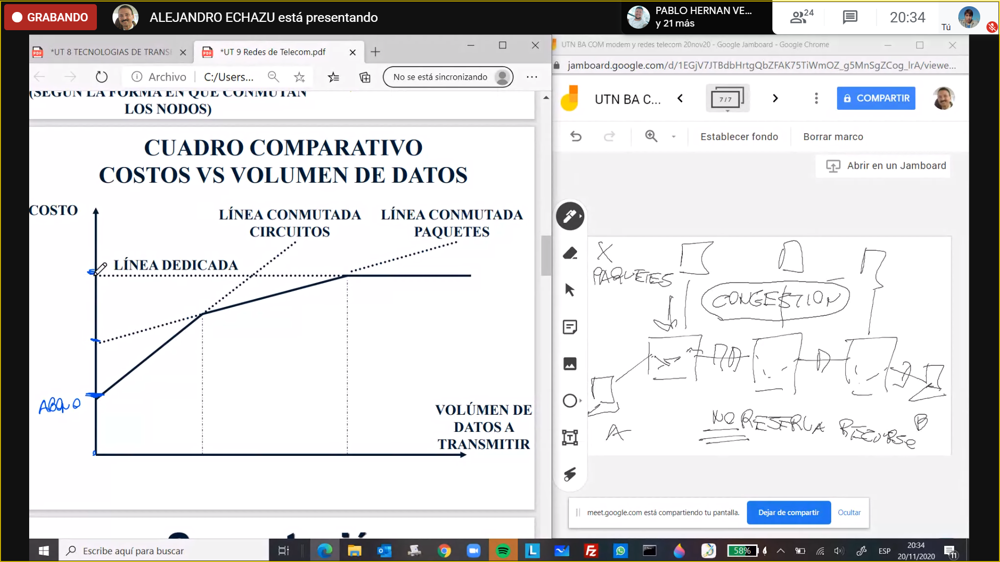 GRABANDO
ALEJANDRO ECHAZU está presentando
PABLO HERNAN VE...
y 21 más
24
20:34
Tú
*UT 8 TECNOLOGIAS DE TRANSI
*UT 9 Redes de Telecom.pdf
Archivo
C:/Users...
No se está sincronizando
(SEGÚN LA FORMA EN QUE CONMUTAN
LOS NODOS)
CUADRO COMPARATIVO
COSTOS VS VOLUMEN DE DATOS
COSTO
LÍNEA CONMUTADA
CIRCUITOS
LÍNEA CONMUTADA
PAQUETES
LÍNEA DEDICADA
ABONO
VOLÚMEN DE
DATOS A
TRANSMITIR
UTN BA COM modem y redes telecom 20nov20 - Google Jamboard - Google Chrome
jamboard.google.com/d/1EGjV7JTBdbHrtgQbZFAK75TiWmOZ_g5MnSgZCog_lrA/viewe...
UTN BA C...
7/7
COMPARTIR
Establecer fondo
Borrar marco
Abrir en un Jamboard
X
PAQUETES
CONGESTION
A
B
NO RESERVA RECURSO
meet.google.com está compartiendo tu pantalla.
Dejar de compartir
Ocultar
Escribe aquí para buscar
58%
ESP
20:34
20/11/2020
11